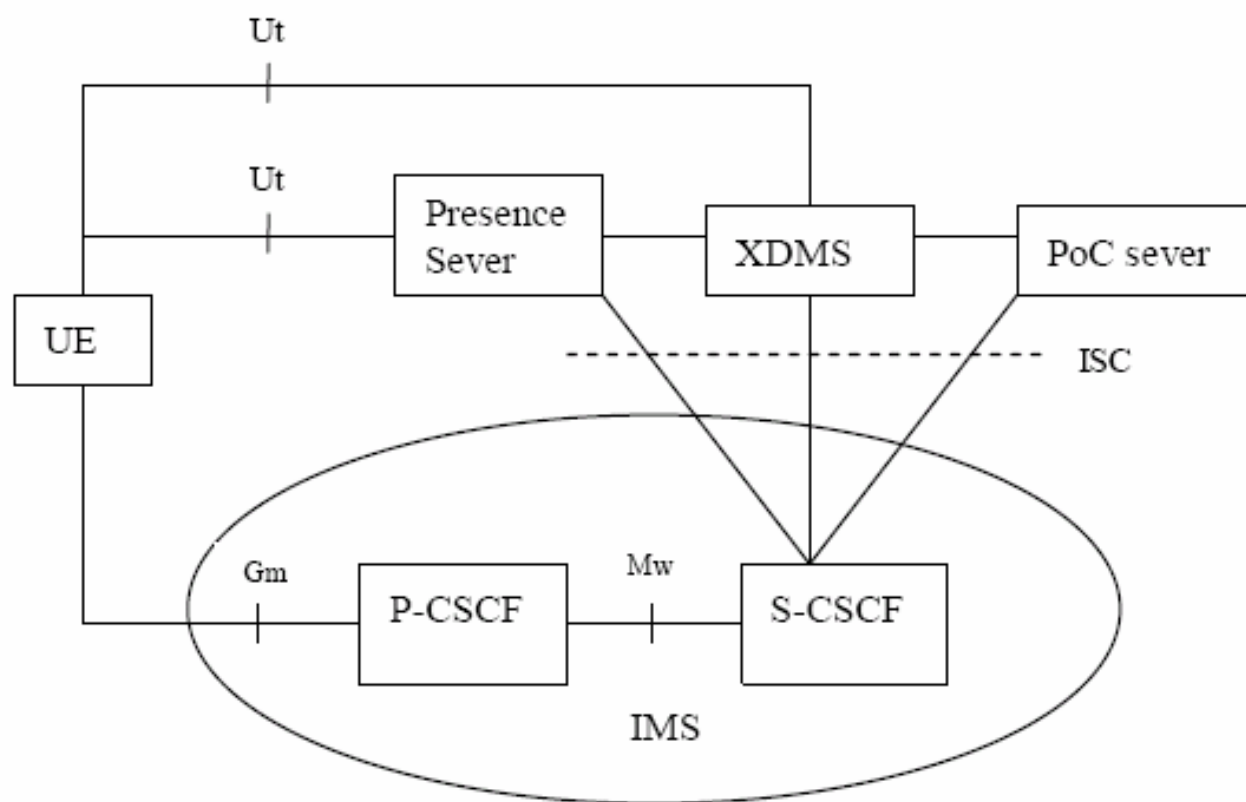 Ut
Ut
Presence
Sever
XDMS
PoC sever
UE
ISC
Gm
Mw
P-CSCF
S-CSCF
IMS